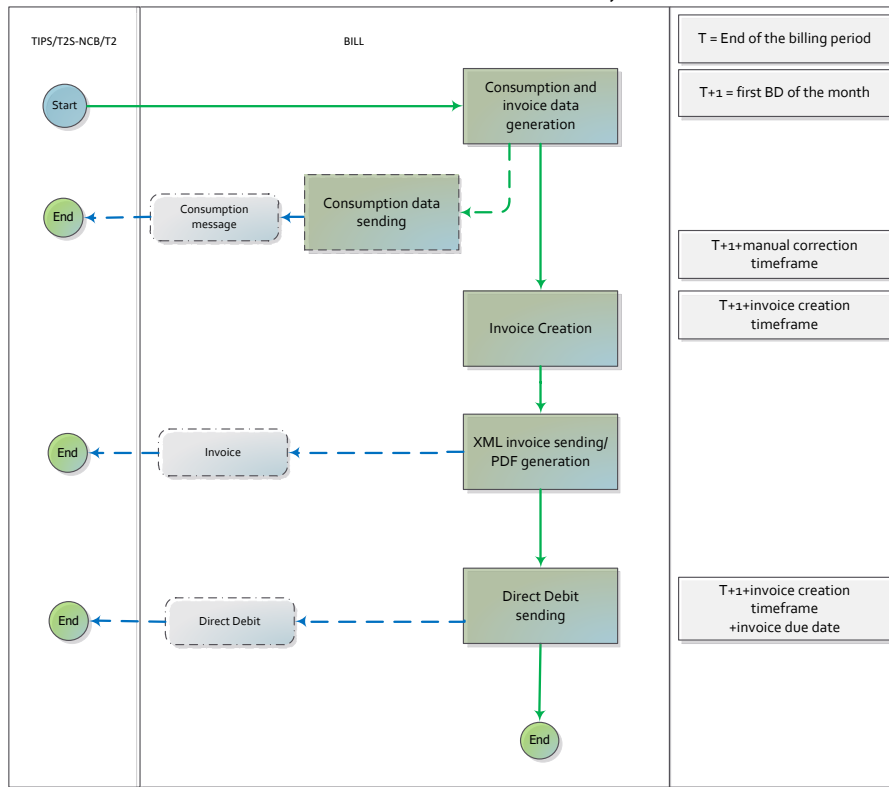 TIPS/T2S-NCB/T2
BILL
T = End of the billing period
Start
Consumption and
invoice data
generation
T+1 = first BD of the month
End
Consumption
message
Consumption data
sending
T+1+manual correction
timeframe
Invoice Creation
T+1+invoice creation
timeframe
End
Invoice
XML invoice sending/
PDF generation
End
Direct Debit
Direct Debit
sending
T+1+invoice creation
timeframe
+invoice due date
End